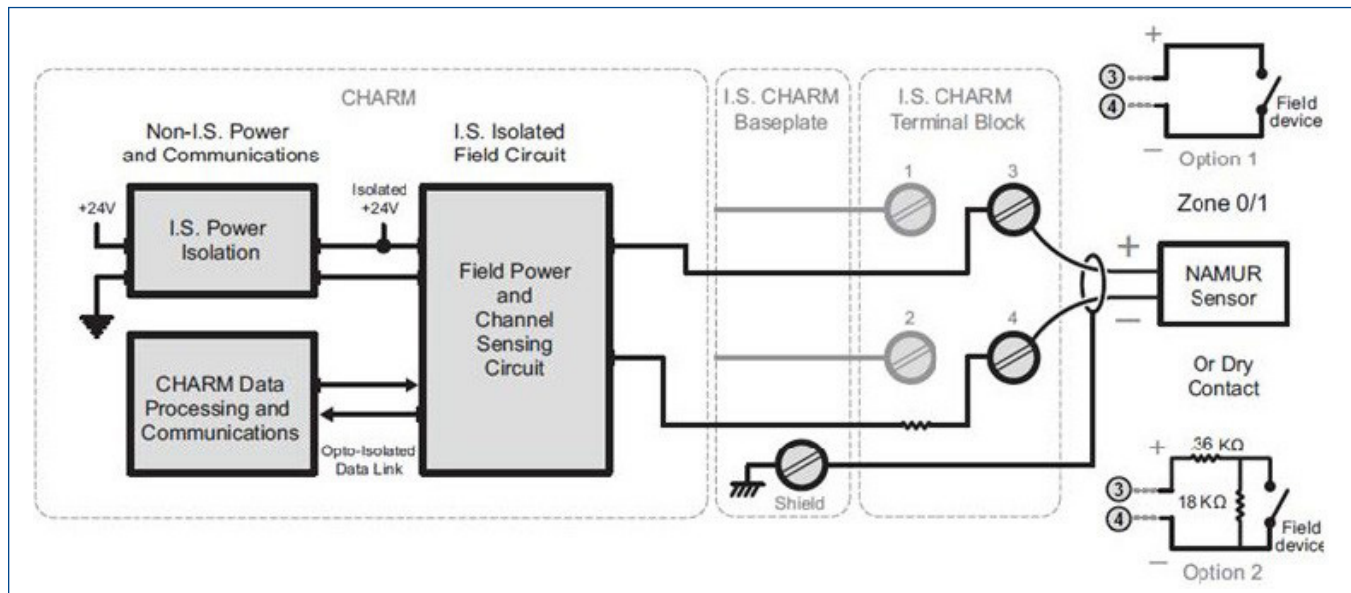 CHARM
Non-I.S. Power
and Communications
I.S. Isolated
Field Circuit
+24V
I.S. Power
Isolation
Isolated
+24V
Field Power
and
Channel
Sensing
Circuit
CHARM Data
Processing and
Communications
Opto-Isolated
Data Link
I.S. CHARM
Baseplate
I.S. CHARM
Terminal Block
1
3
2
4
Shield
+
3
4
−
Field
device
Option 1
Zone 0/1
+
−
NAMUR
Sensor
Or Dry
Contact
+
36 KΩ
3
18 KΩ
4
−
Field
device
Option 2